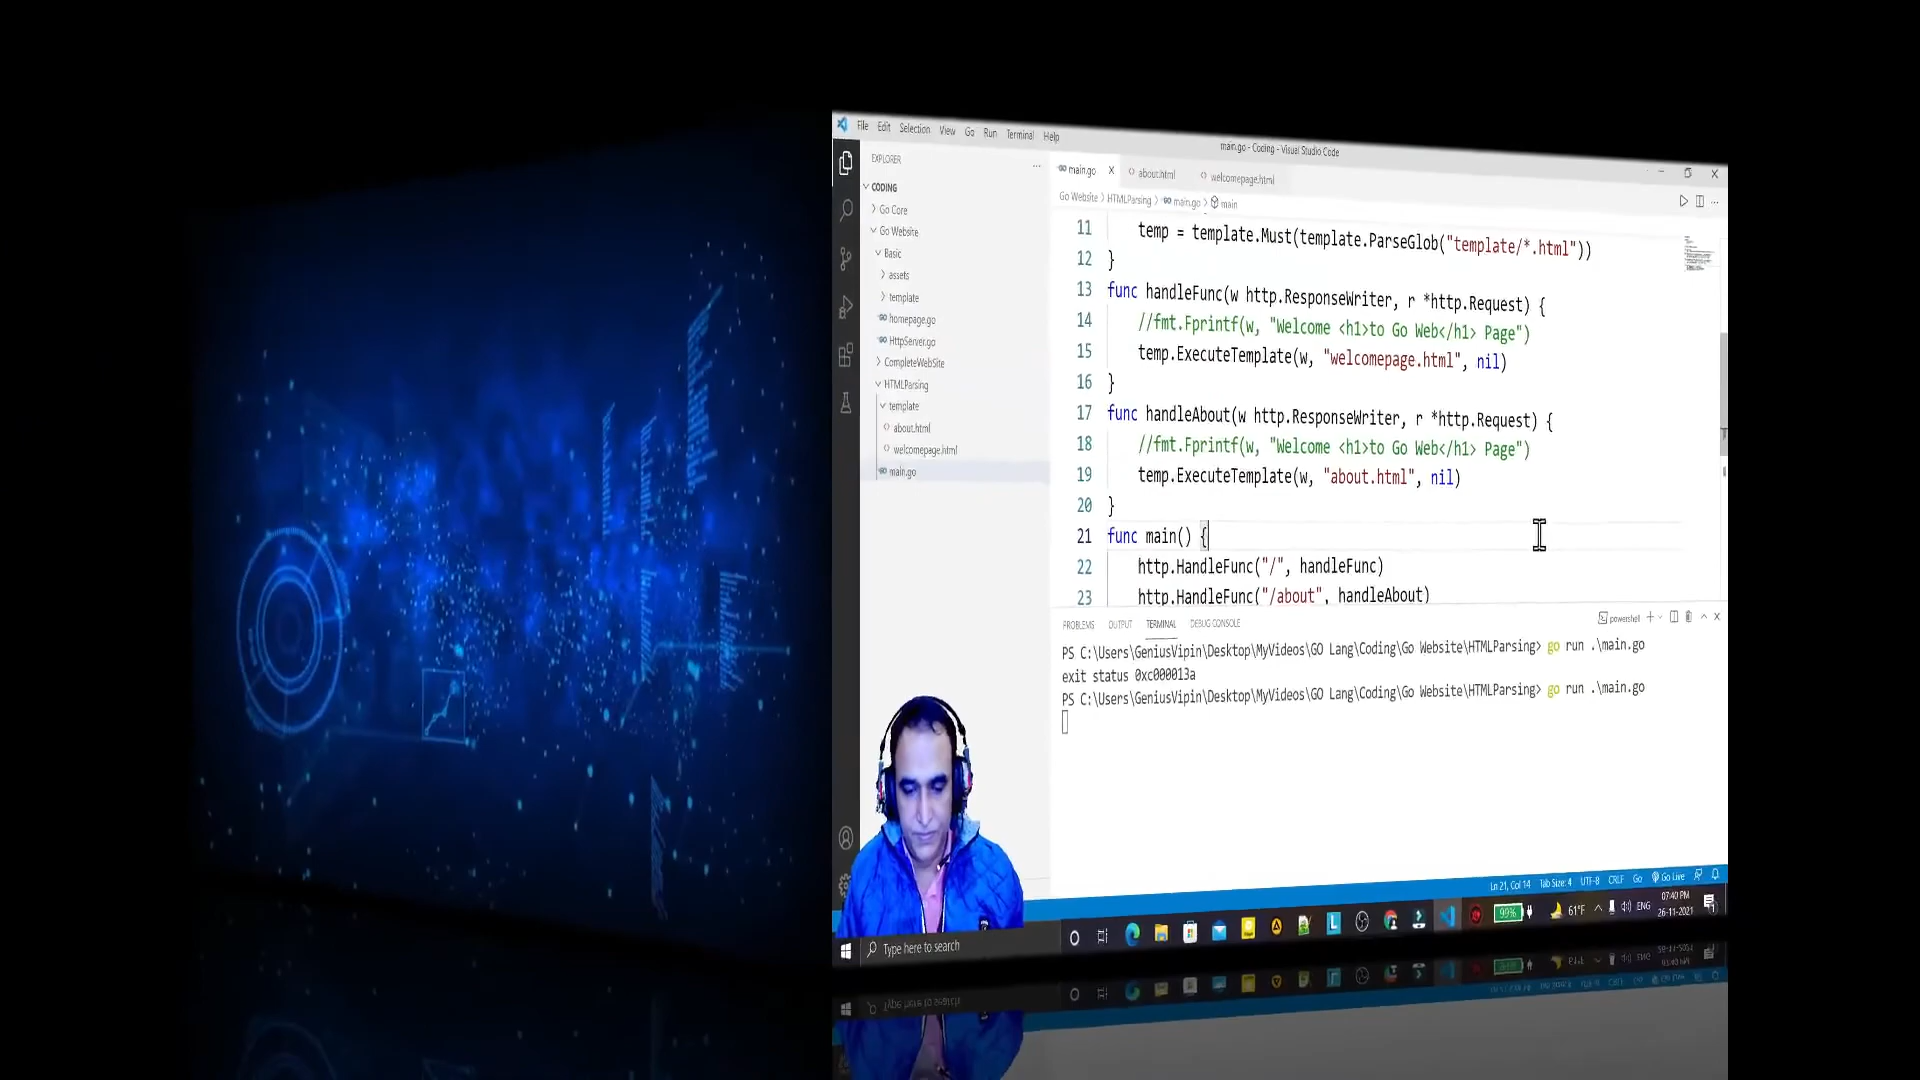 File Edit Selection View Go Run Terminal Help
main.go - Coding - Visual Studio Code
EXPLORER
CODING
Go Core
Go Website
Basic
assets
template
homepage.go
HttpServer.go
CompleteWebSite
HTMLParsing
template
about.html
welcomepage.html
main.go
main.go about.html welcomepage.html
Go Website > HTMLParsing > main.go > main
11 temp = template.Must(template.ParseGlob("template/*.html"))
12 }
13 func handleFunc(w http.ResponseWriter, r *http.Request) {
14 //fmt.Fprintf(w, "Welcome <h1>to Go Web</h1> Page")
15 temp.ExecuteTemplate(w, "welcomepage.html", nil)
16 }
17 func handleAbout(w http.ResponseWriter, r *http.Request) {
18 //fmt.Fprintf(w, "Welcome <h1>to Go Web</h1> Page")
19 temp.ExecuteTemplate(w, "about.html", nil)
20 }
21 func main() {
22 http.HandleFunc("/", handleFunc)
23 http.HandleFunc("/about", handleAbout)
PROBLEMS OUTPUT TERMINAL DEBUG CONSOLE
powershell
PS C:\Users\GeniusVipin\Desktop\MyVideos\GO Lang\Coding\Go Website\HTMLParsing> go run .\main.go
exit status 0xc000013a
PS C:\Users\GeniusVipin\Desktop\MyVideos\GO Lang\Coding\Go Website\HTMLParsing> go run .\main.go
Ln 21, Col 14 Tab Size: 4 UTF-8 CRLF Go Go Live
Type here to search
99% 61°F ENG
07:40 PM
26-11-2021